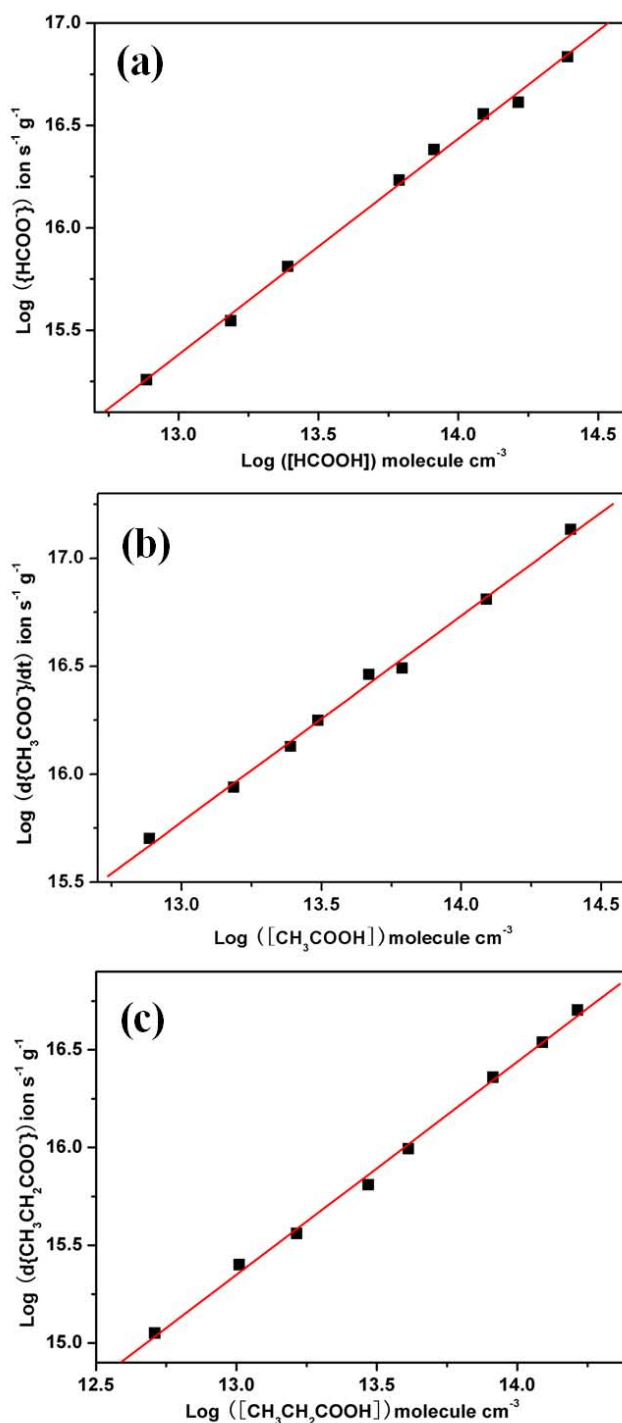 (a)
Log ({HCOO⁻}) ion s⁻¹ g⁻¹
17.0
16.5
16.0
15.5
13.0 13.5 14.0 14.5
Log ([HCOOH]) molecule cm⁻³
(b)
Log (d{CH₃COO⁻}/dt) ion s⁻¹ g⁻¹
17.0
16.5
16.0
15.5
13.0 13.5 14.0 14.5
Log ([CH₃COOH]) molecule cm⁻³
(c)
Log (d{CH₃CH₂COO⁻}) ion s⁻¹ g⁻¹
16.5
16.0
15.5
15.0
12.5 13.0 13.5 14.0
Log ([CH₃CH₂COOH]) molecule cm⁻³